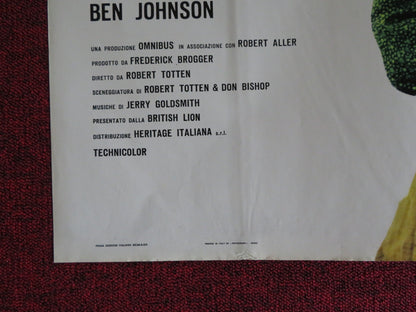 BEN JOHNSON
UNA PRODUZIONE OMNIBUS IN ASSOCIAZIONE CON ROBERT ALLER
PRODOTTO DA FREDERICK BROGGER
DIRETTO DA ROBERT TOTTEN
SCENEGGIATURA DI ROBERT TOTTEN & DON BISHOP
MUSICHE DI JERRY GOLDSMITH
PRESENTATO DALLA BRITISH LION
DISTRIBUZIONE HERITAGE ITALIANA s.r.l.
TECHNICOLOR